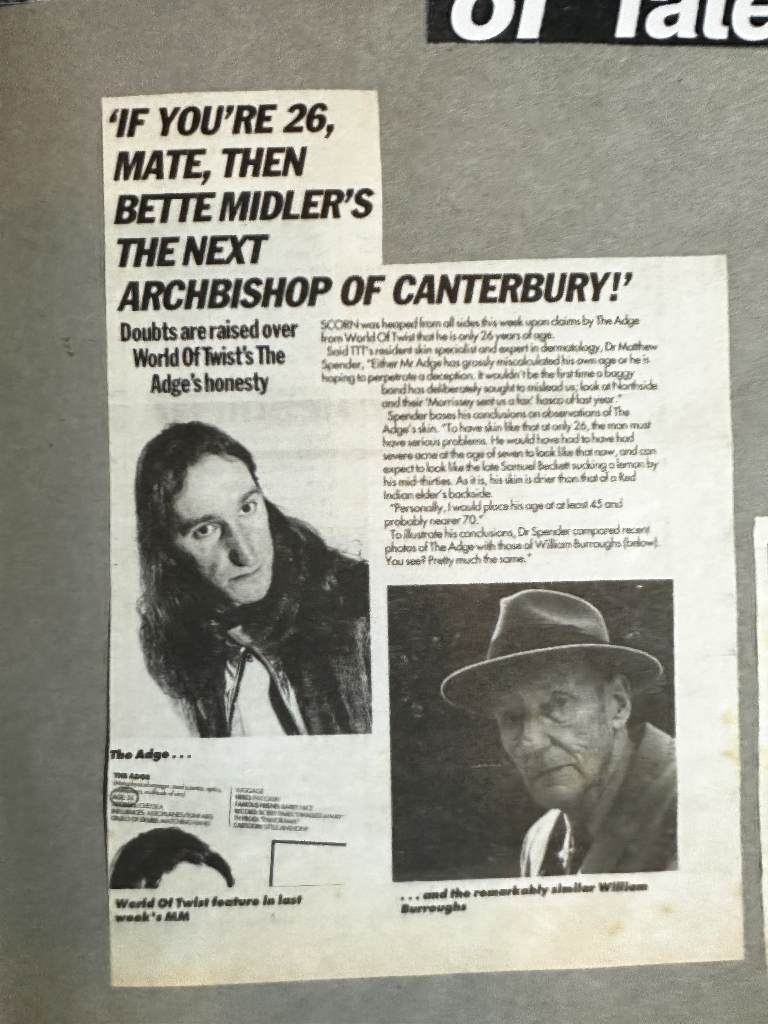 of Tale
'IF YOU'RE 26,
MATE, THEN
BETTE MIDLER'S
THE NEXT
ARCHBISHOP OF CANTERBURY!'
Doubts are raised over
World Of Twist's The
Adge's honesty
SCORN was heaped from all sides this week upon claims by The Adge
from World Of Twist that he is only 26 years of age.
Said TTT's resident skin specialist and expert in dermatology, Dr Matthew
Spender, "Either Mr Adge has grossly miscalculated his own age or he is
hoping to perpetrate a deception. It wouldn't be the first time a baggy
band has deliberately sought to mislead us; look at Northside
and their 'Morrissey sent us a fax' fiasco of last year."
Spender bases his conclusions on observations of The
Adge's skin. "To have skin like that at only 26, the man must
have serious problems. He would have had to have had
severe acne at the age of seven to look like that now, and can
expect to look like the late Samuel Beckett sucking a lemon by
his mid-thirties. As it is, his skin is drier than that of a Red
Indian elder's backside.
"Personally, I would place his age at at least 45 and
probably nearer 70."
To illustrate his conclusions, Dr Spender compared recent
photos of The Adge with those of William Burroughs (below).
You see? Pretty much the same."
The Adge . . .
THE ADGE
AGE: 26
World Of Twist feature in last
week's MM
. . . and the remarkably similar William
Burroughs